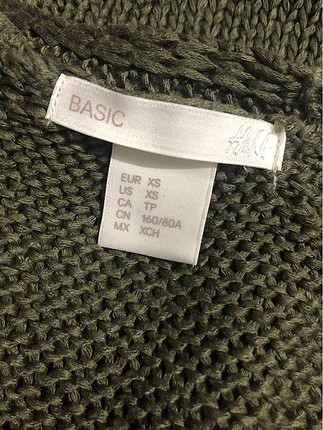 BASIC
H&M
EUR XS
US XS
CA TP
CN 160/80A
MX XCH